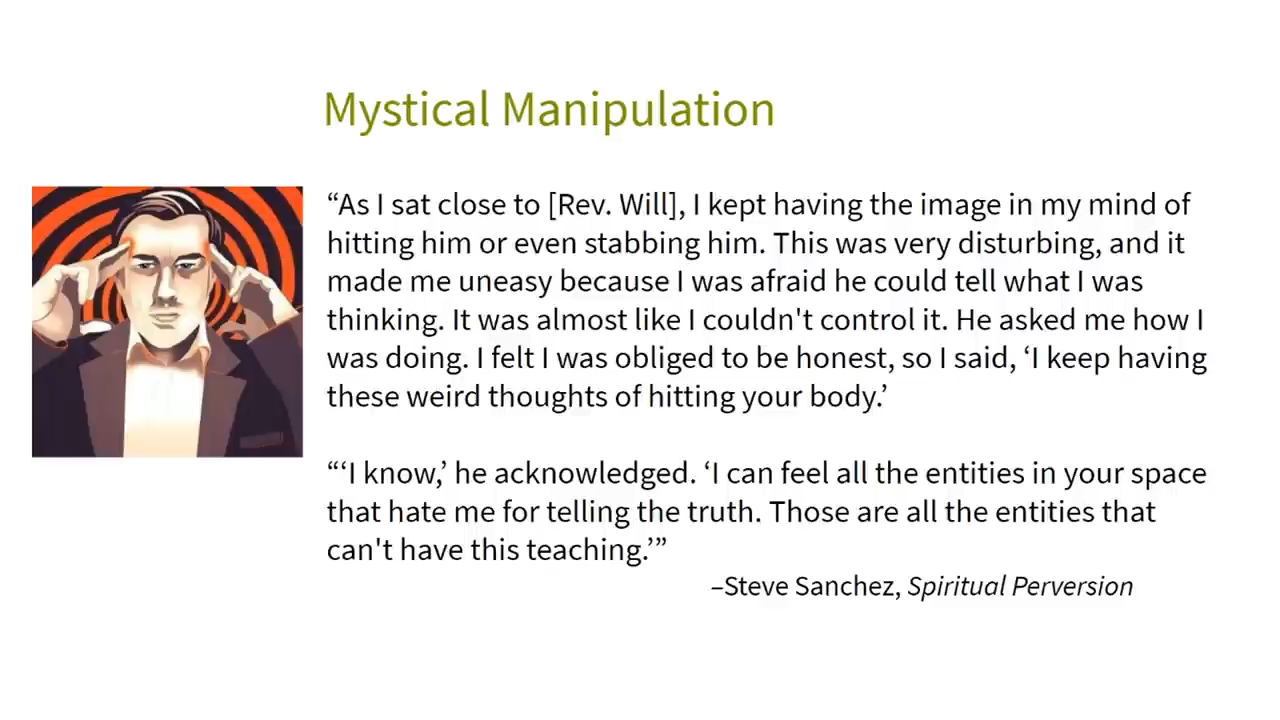 Mystical Manipulation
“As I sat close to [Rev. Will], I kept having the image in my mind of
hitting him or even stabbing him. This was very disturbing, and it
made me uneasy because I was afraid he could tell what I was
thinking. It was almost like I couldn't control it. He asked me how I
was doing. I felt I was obliged to be honest, so I said, ‘I keep having
these weird thoughts of hitting your body.’
“‘I know,’ he acknowledged. ‘I can feel all the entities in your space
that hate me for telling the truth. Those are all the entities that
can't have this teaching.’”
–Steve Sanchez, Spiritual Perversion